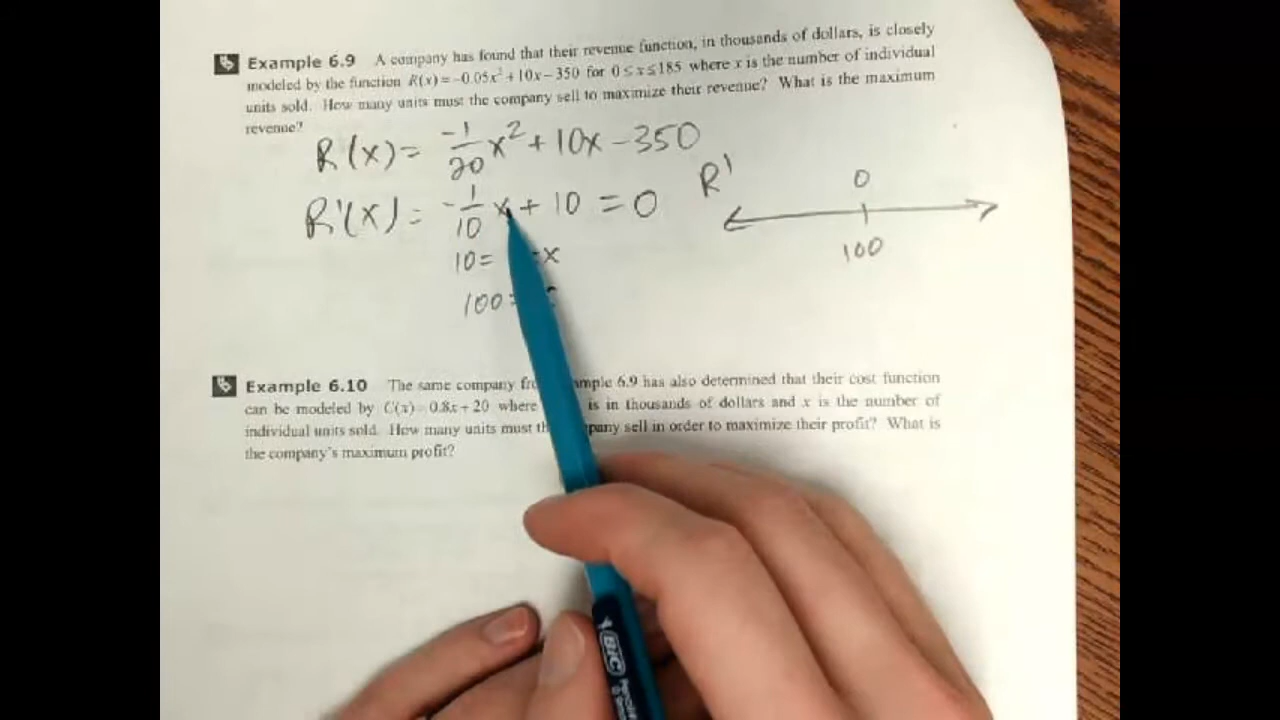 Example 6.9 A company has found that their revenue function, in thousands of dollars, is closely
modeled by the function R(x) = -0.05x² + 10x - 350 for 0 ≤ x ≤ 185 where x is the number of individual
units sold. How many units must the company sell to maximize their revenue? What is the maximum
revenue?
R(x) = -1/20 x² + 10x - 350
R'(x) = -1/10 x + 10 = 0
10 = x
100 =
R'
0
100
Example 6.10 The same company ample 6.9 has also determined that their cost function
can be modeled by C(x) = 0.8x + 20 where is in thousands of dollars and x is the number of
individual units sold. How many units must pany sell in order to maximize their profit? What is
the company's maximum profit?
BIC